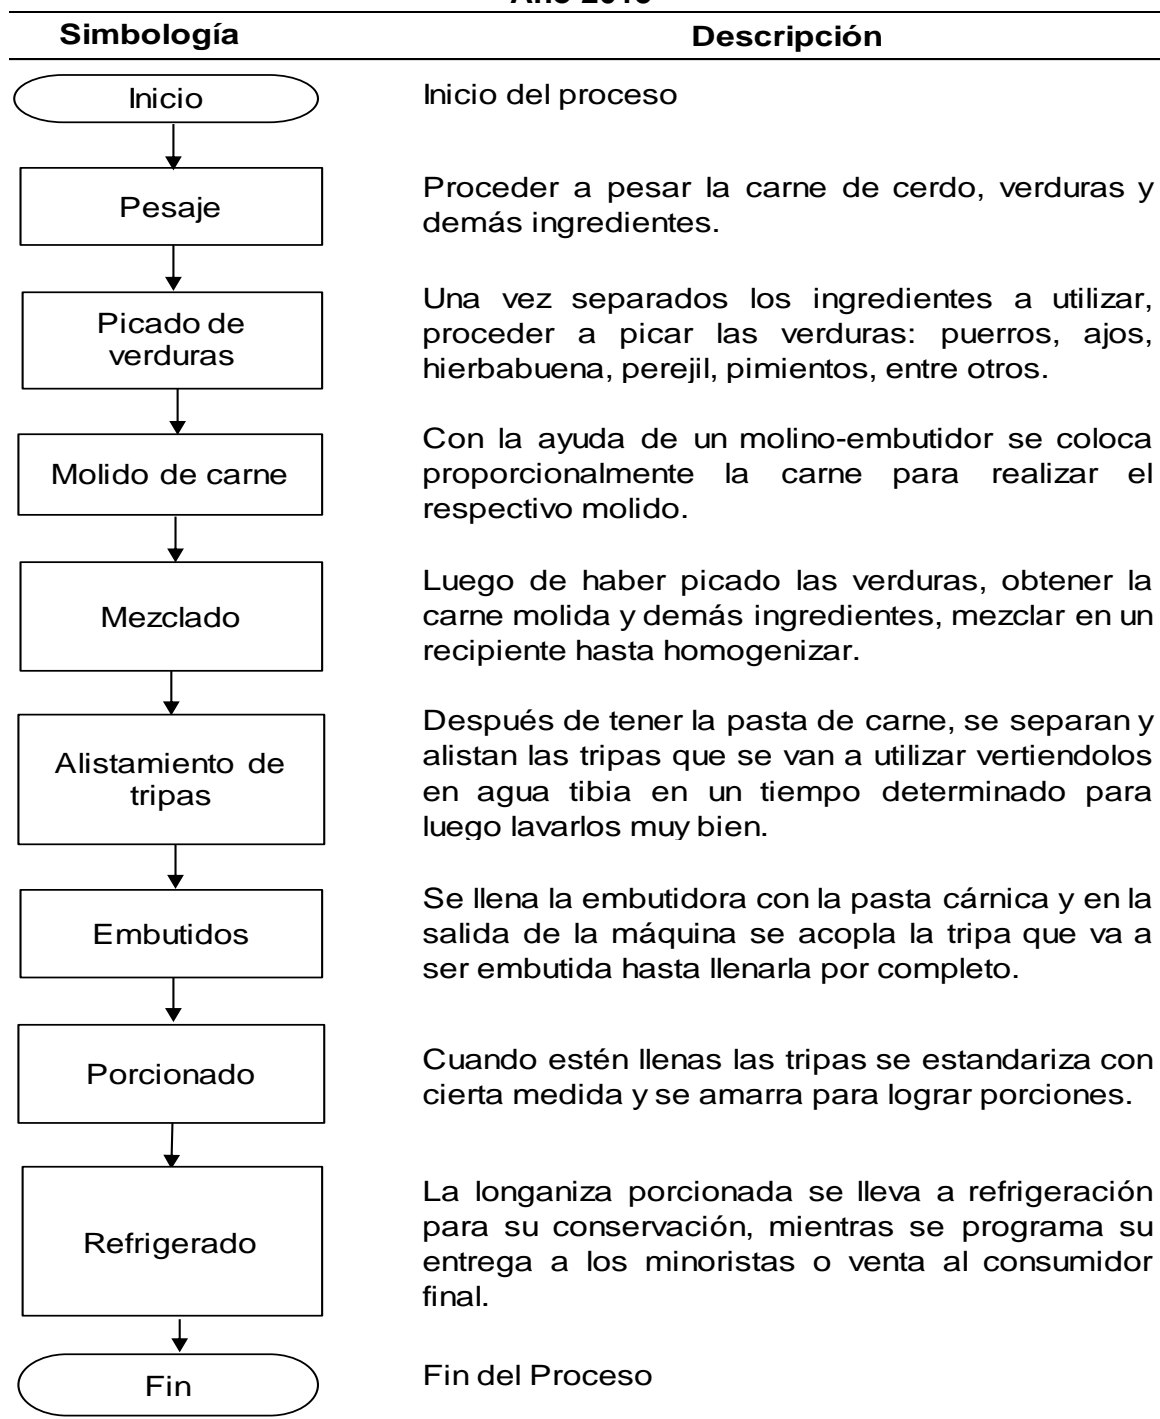 Simbología Descripción
Inicio
Inicio del proceso
Pesaje
Proceder a pesar la carne de cerdo, verduras y
demás ingredientes.
Picado de
verduras
Una vez separados los ingredientes a utilizar,
proceder a picar las verduras: puerros, ajos,
hierbabuena, perejil, pimientos, entre otros.
Molido de carne
Con la ayuda de un molino-embutidor se coloca
proporcionalmente la carne para realizar el
respectivo molido.
Mezclado
Luego de haber picado las verduras, obtener la
carne molida y demás ingredientes, mezclar en un
recipiente hasta homogenizar.
Alistamiento de
tripas
Después de tener la pasta de carne, se separan y
alistan las tripas que se van a utilizar vertiendolos
en agua tibia en un tiempo determinado para
luego lavarlos muy bien.
Embutidos
Se llena la embutidora con la pasta cárnica y en la
salida de la máquina se acopla la tripa que va a
ser embutida hasta llenarla por completo.
Porcionado
Cuando estén llenas las tripas se estandariza con
cierta medida y se amarra para lograr porciones.
Refrigerado
La longaniza porcionada se lleva a refrigeración
para su conservación, mientras se programa su
entrega a los minoristas o venta al consumidor
final.
Fin
Fin del Proceso